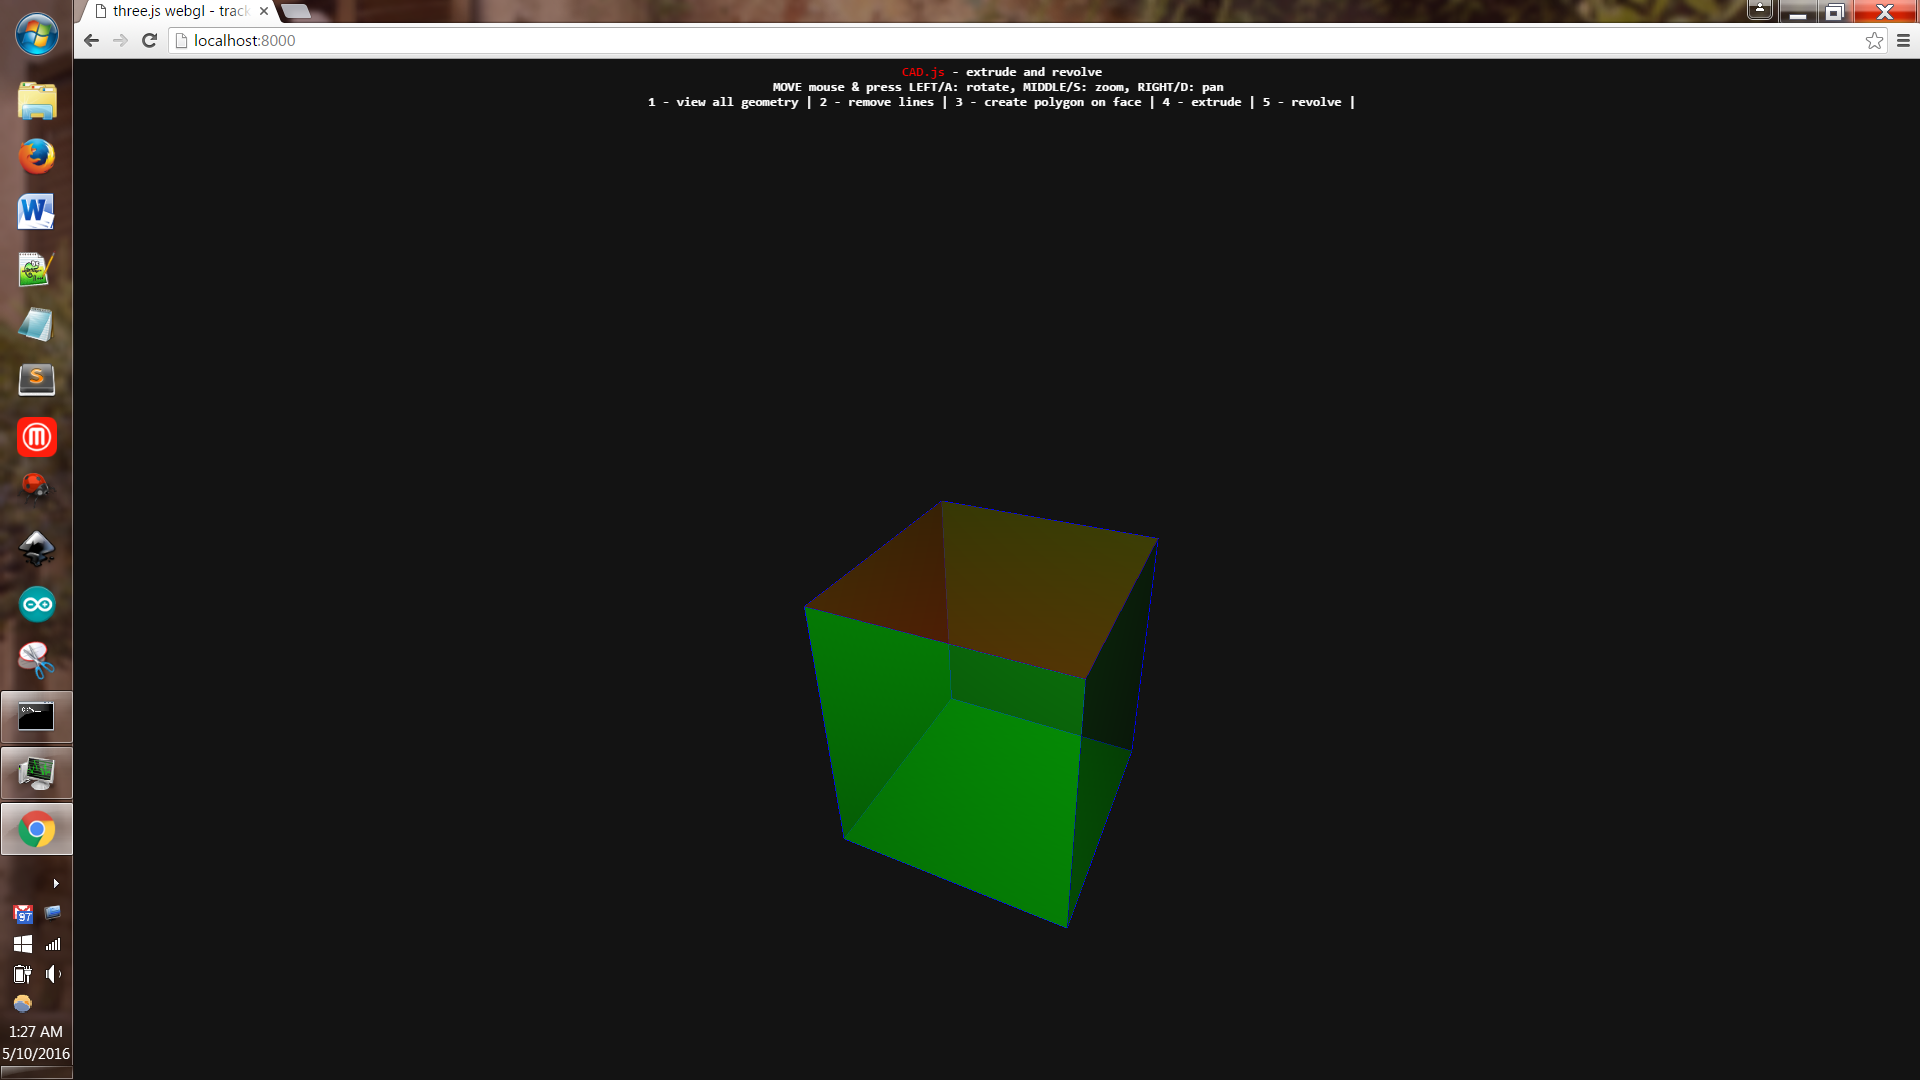 three.js webgl - track
localhost:8000
CAD.js - extrude and revolve
MOVE mouse & press LEFT/A: rotate, MIDDLE/S: zoom, RIGHT/D: pan
1 - view all geometry | 2 - remove lines | 3 - create polygon on face | 4 - extrude | 5 - revolve |
W
S
C:\_
97
1:27 AM
5/10/2016